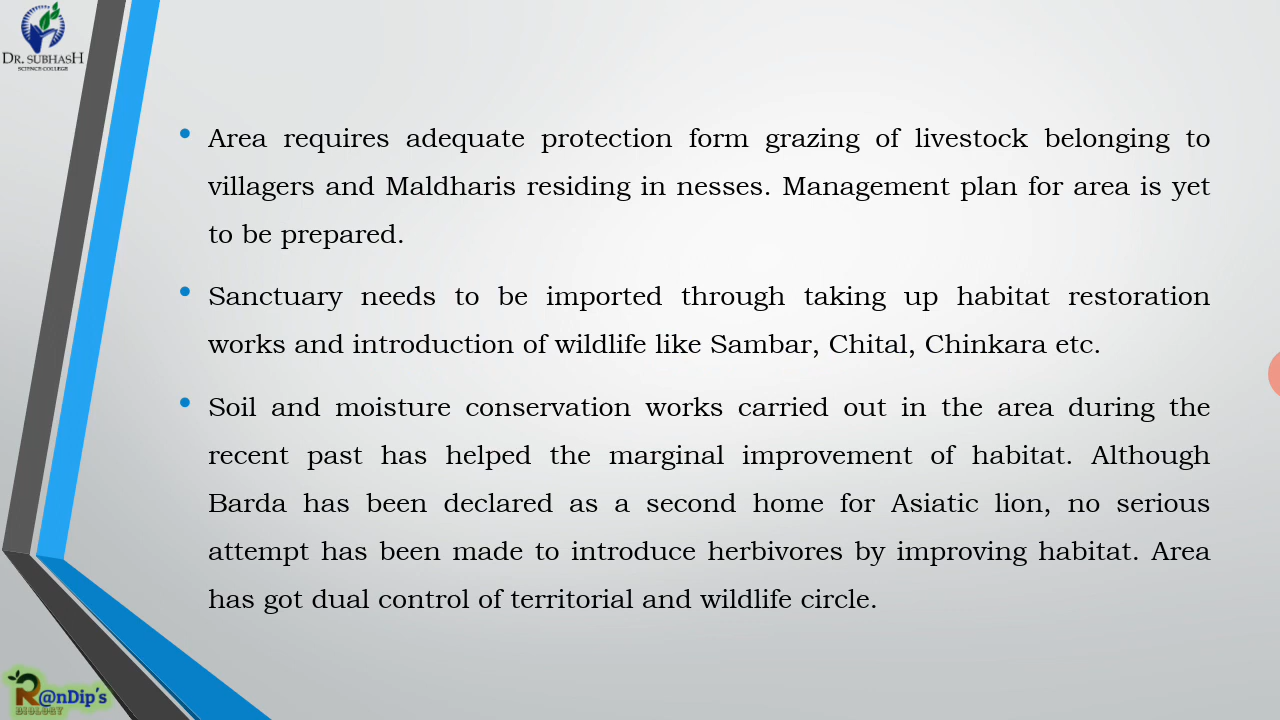 DR. SUBHASH
SCIENCE COLLEGE
Area requires adequate protection form grazing of livestock belonging to
villagers and Maldharis residing in nesses. Management plan for area is yet
to be prepared.
Sanctuary needs to be imported through taking up habitat restoration
works and introduction of wildlife like Sambar, Chital, Chinkara etc.
Soil and moisture conservation works carried out in the area during the
recent past has helped the marginal improvement of habitat. Although
Barda has been declared as a second home for Asiatic lion, no serious
attempt has been made to introduce herbivores by improving habitat. Area
has got dual control of territorial and wildlife circle.
R@nDip's
BIOLOGY